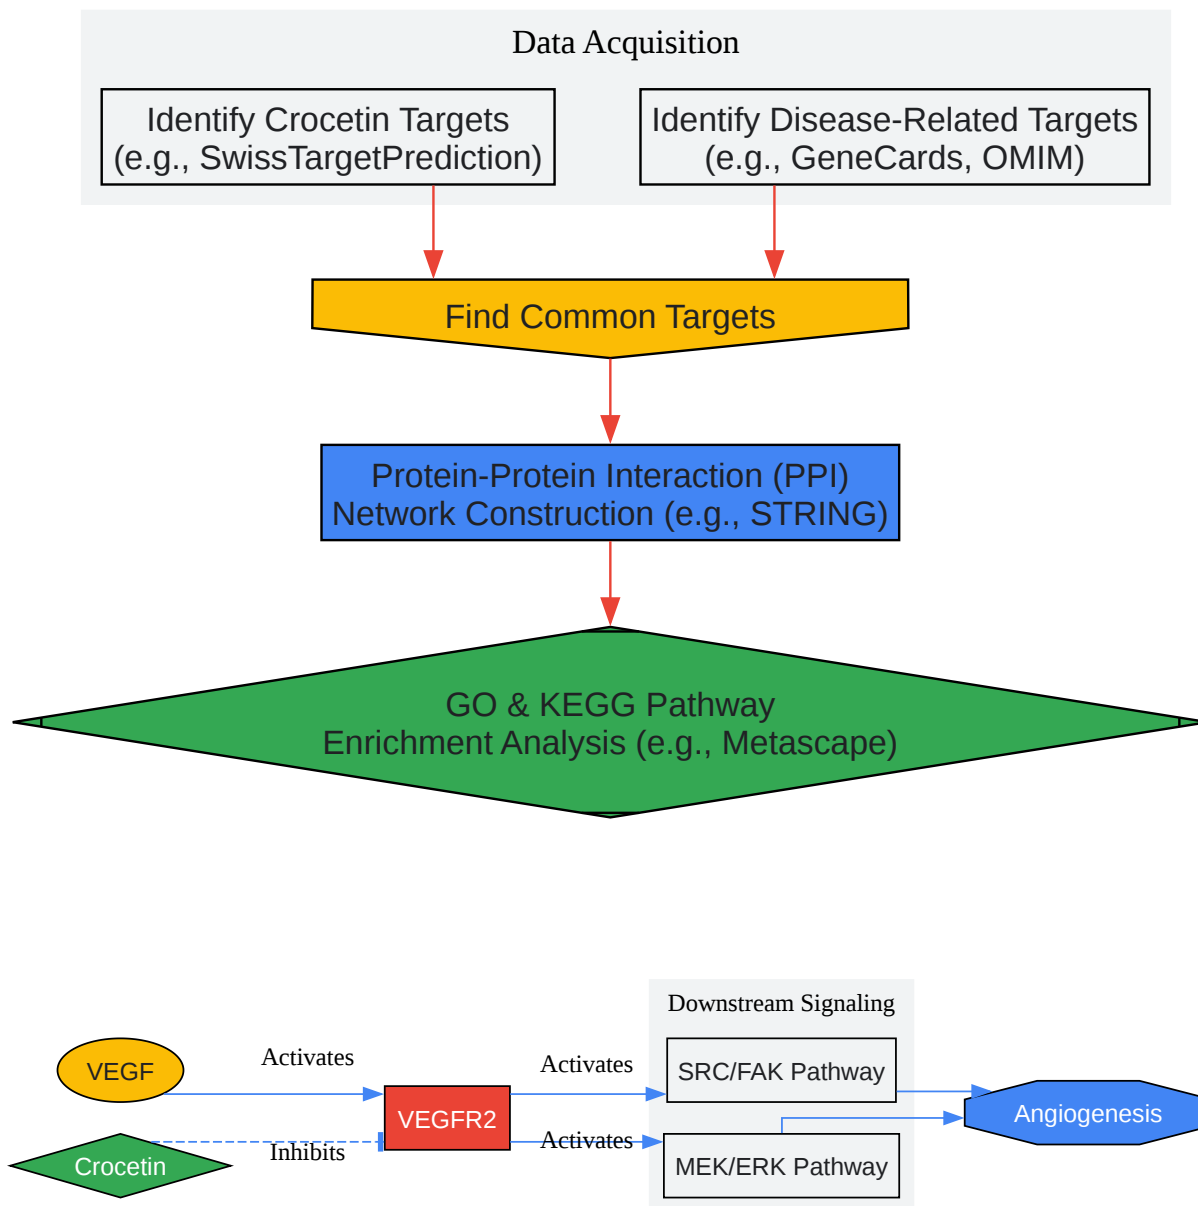 Data Acquisition
Identify Crocetin Targets
(e.g., SwissTargetPrediction)
Identify Disease-Related Targets
(e.g., GeneCards, OMIM)
Find Common Targets
Protein-Protein Interaction (PPI)
Network Construction (e.g., STRING)
GO & KEGG Pathway
Enrichment Analysis (e.g., Metascape)
Downstream Signaling
VEGF
Activates
Activates
SRC/FAK Pathway
VEGFR2
Angiogenesis
Crocetin
Inhibits
Activates
MEK/ERK Pathway